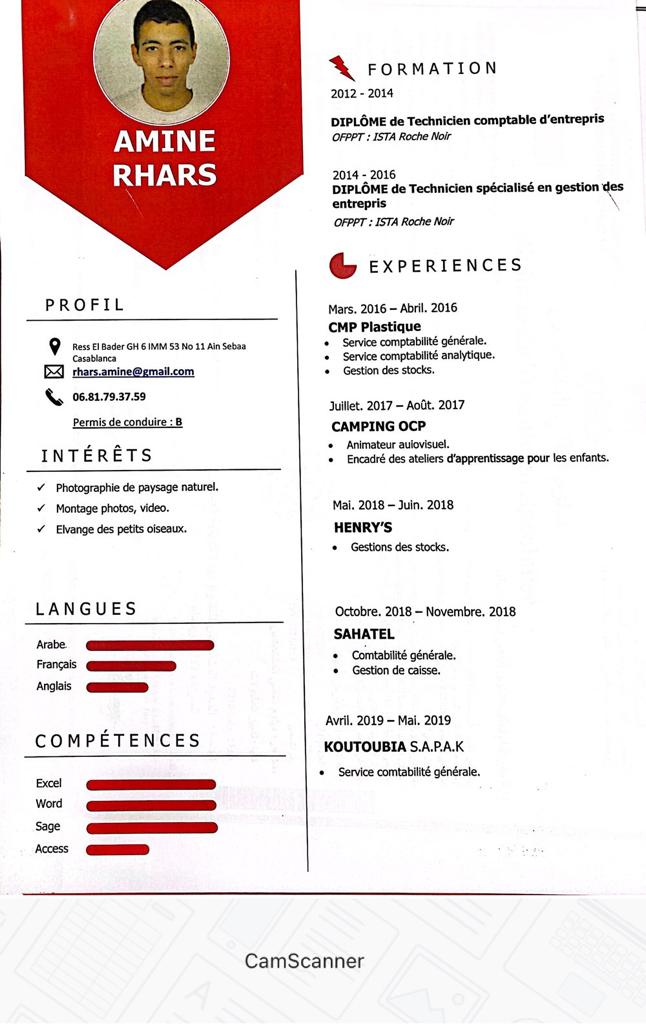 AMINE
RHARS
PROFIL
Ress El Bader GH 6 IMM 53 No 11 Ain Sebaa
Casablanca
rhars.amine@gmail.com
06.81.79.37.59
Permis de conduire : B
INTÉRÊTS
Photographie de paysage naturel.
Montage photos, video.
Elvange des petits oiseaux.
LANGUES
Arabe
Français
Anglais
COMPÉTENCES
Excel
Word
Sage
Access
FORMATION
2012 - 2014
DIPLÔME de Technicien comptable d'entrepris
OFPPT : ISTA Roche Noir
2014 - 2016
DIPLÔME de Technicien spécialisé en gestion des
entrepris
OFPPT : ISTA Roche Noir
EXPERIENCES
Mars. 2016 – Abril. 2016
CMP Plastique
• Service comptabilité générale.
• Service comptabilité analytique.
• Gestion des stocks.
Juillet. 2017 – Août. 2017
CAMPING OCP
• Animateur auiovisuel.
• Encadré des ateliers d'apprentissage pour les enfants.
Mai. 2018 – Juin. 2018
HENRY'S
• Gestions des stocks.
Octobre. 2018 – Novembre. 2018
SAHATEL
• Comtabilité générale.
• Gestion de caisse.
Avril. 2019 – Mai. 2019
KOUTOUBIA S.A.P.A.K
• Service comtabilité générale.
CamScanner